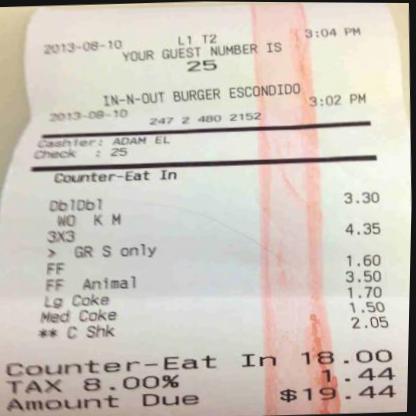 2013-08-10 L1 T2 3:04 PM
YOUR GUEST NUMBER IS
25
IN-N-OUT BURGER ESCONDIDO
2013-08-10 3:02 PM
247 2 480 2152
Cashier: ADAM EL
Check : 25
Counter-Eat In
DblDbl 3.30
WO K M
3X3 4.35
> GR S only
FF 1.60
FF Animal 3.50
Lg Coke 1.70
Med Coke 1.50
** C Shk 2.05
Counter-Eat In 18.00
TAX 8.00% 1.44
Amount Due $19.44